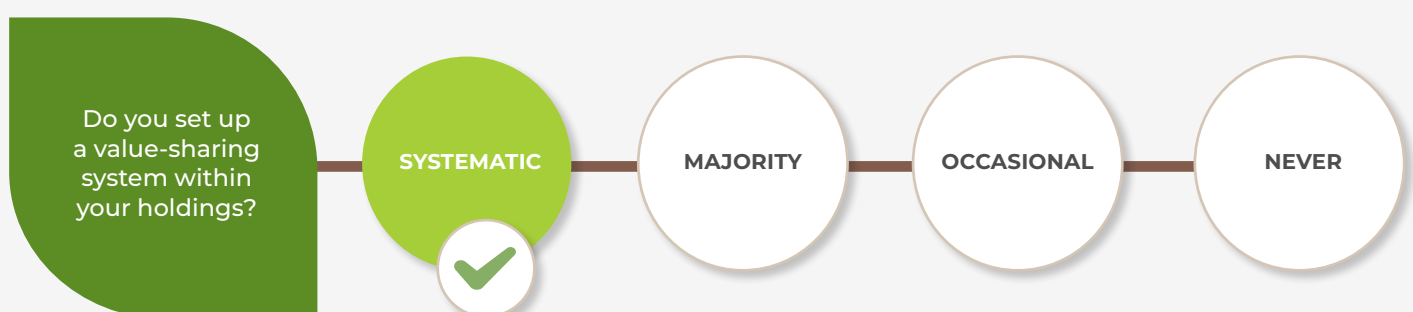 Do you set up
a value-sharing
system within
your holdings?
SYSTEMATIC
MAJORITY
OCCASIONAL
NEVER